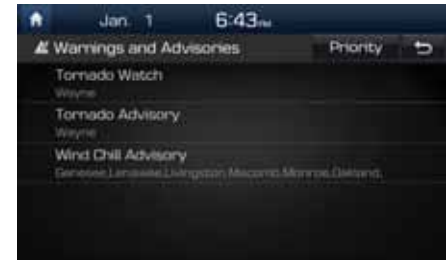 Jan. 1 6:43PM
Warnings and Advisories Priority
Tornado Watch
Wayne
Tornado Advisory
Wayne
Wind Chill Advisory
Genesee,Lenawee,Livingston,Macomb,Monroe,Oakland,